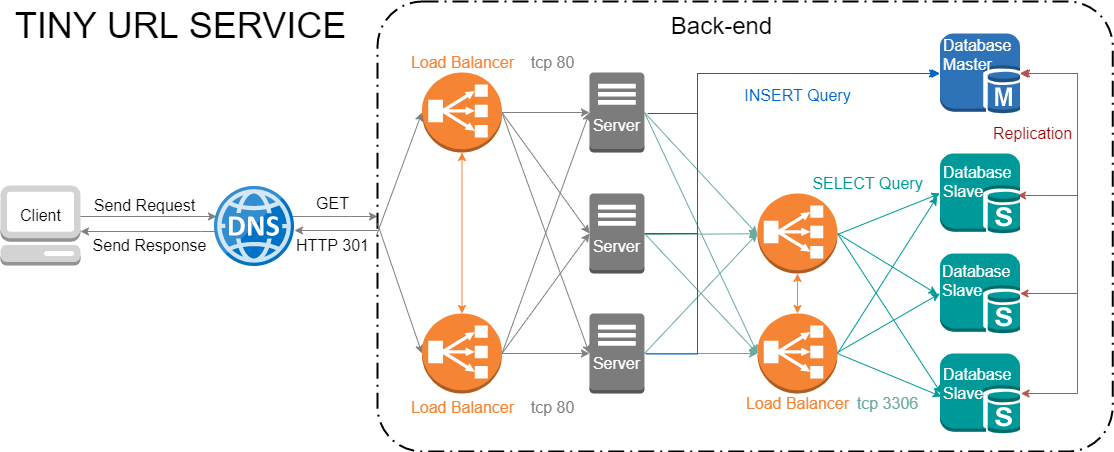 TINY URL SERVICE
Back-end
Load Balancer
tcp 80
Server
INSERT Query
Database
Master
M
Replication
Client
Send Request
Send Response
DNS
GET
HTTP 301
Server
SELECT Query
Database
Slave
S
Database
Slave
S
Load Balancer
tcp 80
Server
Load Balancer
tcp 3306
Database
Slave
S